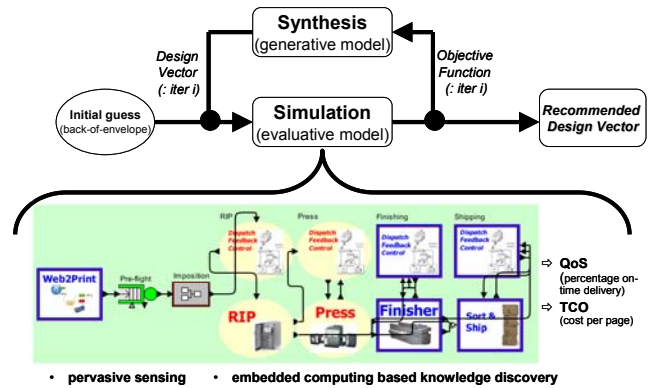 Synthesis
(generative model)
Design
Vector
(: iter i)
Objective
Function
(: iter i)
Initial guess
(back-of-envelope)
Simulation
(evaluative model)
Recommended
Design Vector
RIP
Press
Finishing
Shipping
Dispatch
Feedback
Control
Dispatch
Feedback
Control
Dispatch
Feedback
Control
Dispatch
Feedback
Control
Web2Print
Pre-flight
Imposition
RIP
Press
Finisher
Sort &
Ship
⇨ QoS
(percentage on-
time delivery)
⇨ TCO
(cost per page)
• pervasive sensing • embedded computing based knowledge discovery